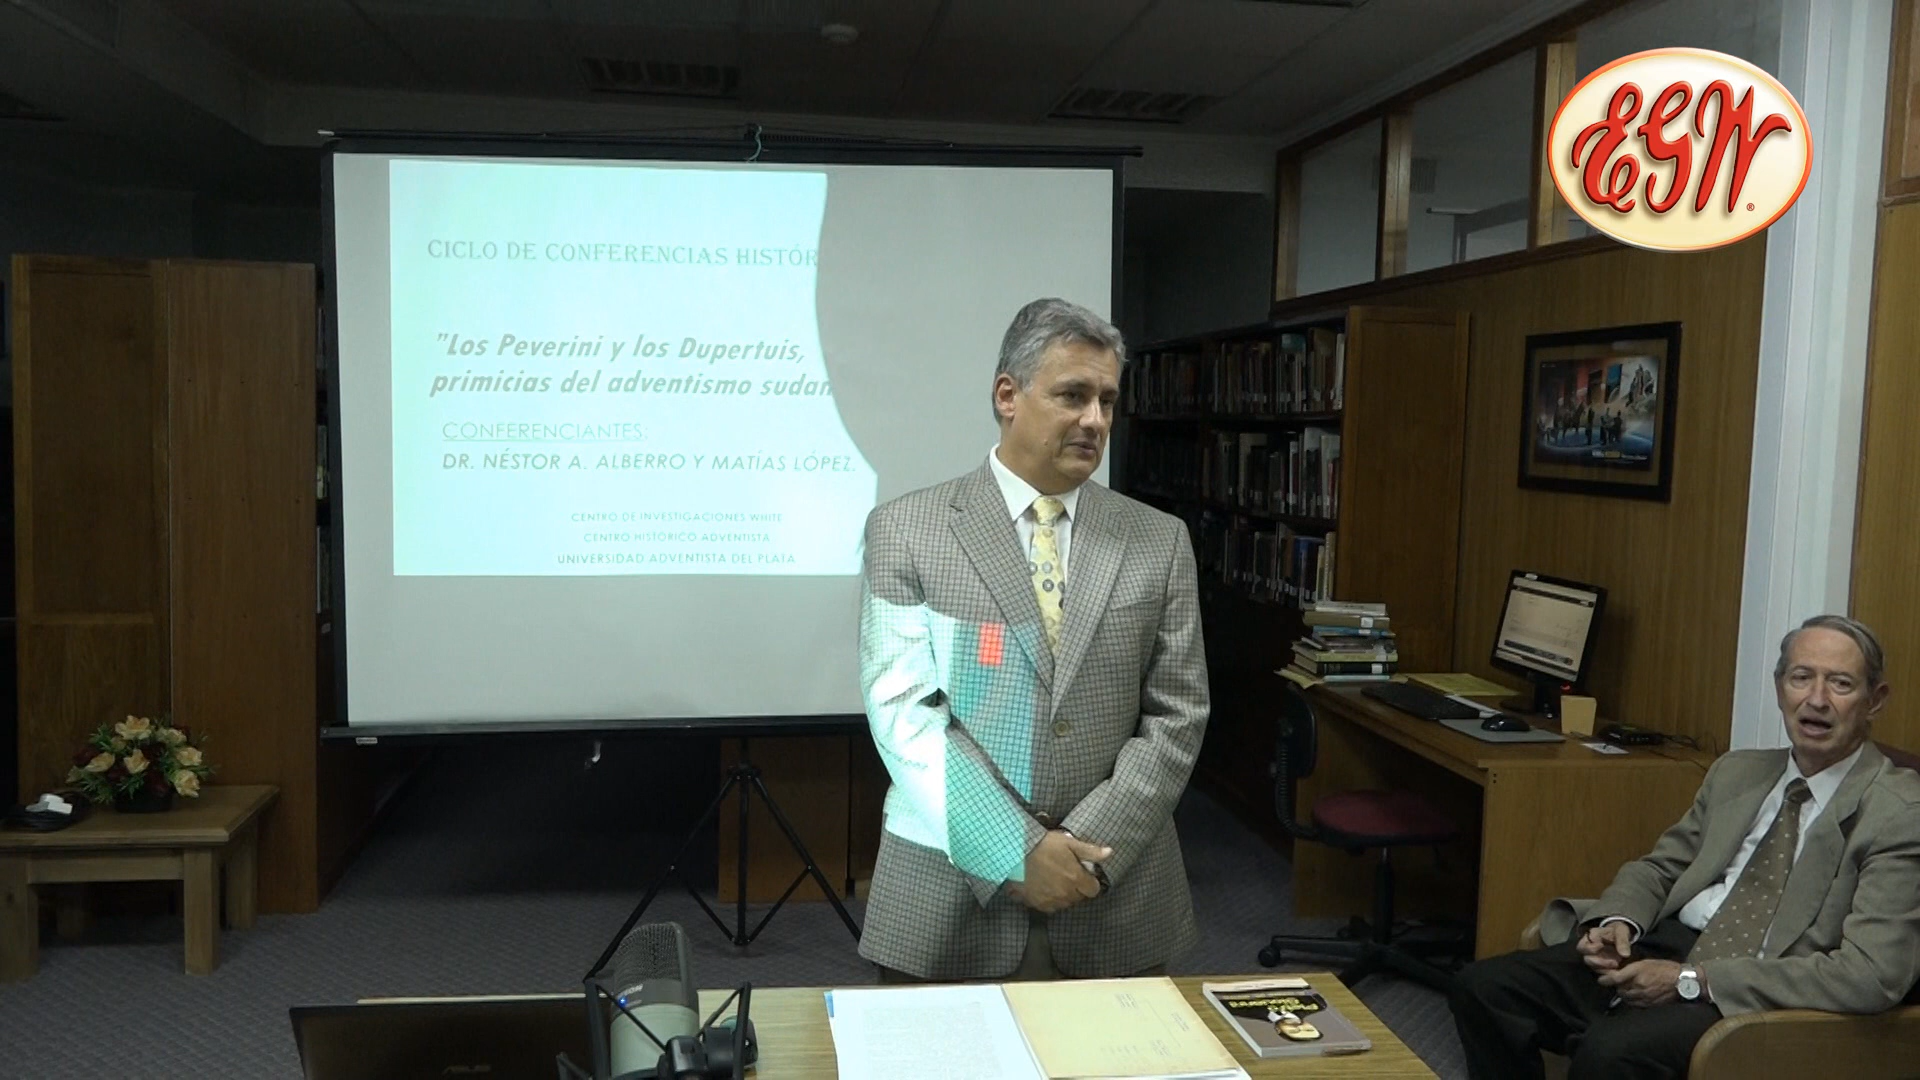 EGW
®
CICLO DE CONFERENCIAS HISTÓR
"Los Peverini y los Dupertuis,
primicias del adventismo sudam
CONFERENCIANTES:
DR. NÉSTOR A. ALBERRO Y MATÍAS LÓPEZ.
CENTRO DE INVESTIGACIONES WHITE
CENTRO HISTÓRICO ADVENTISTA
UNIVERSIDAD ADVENTISTA DEL PLATA
ASUS